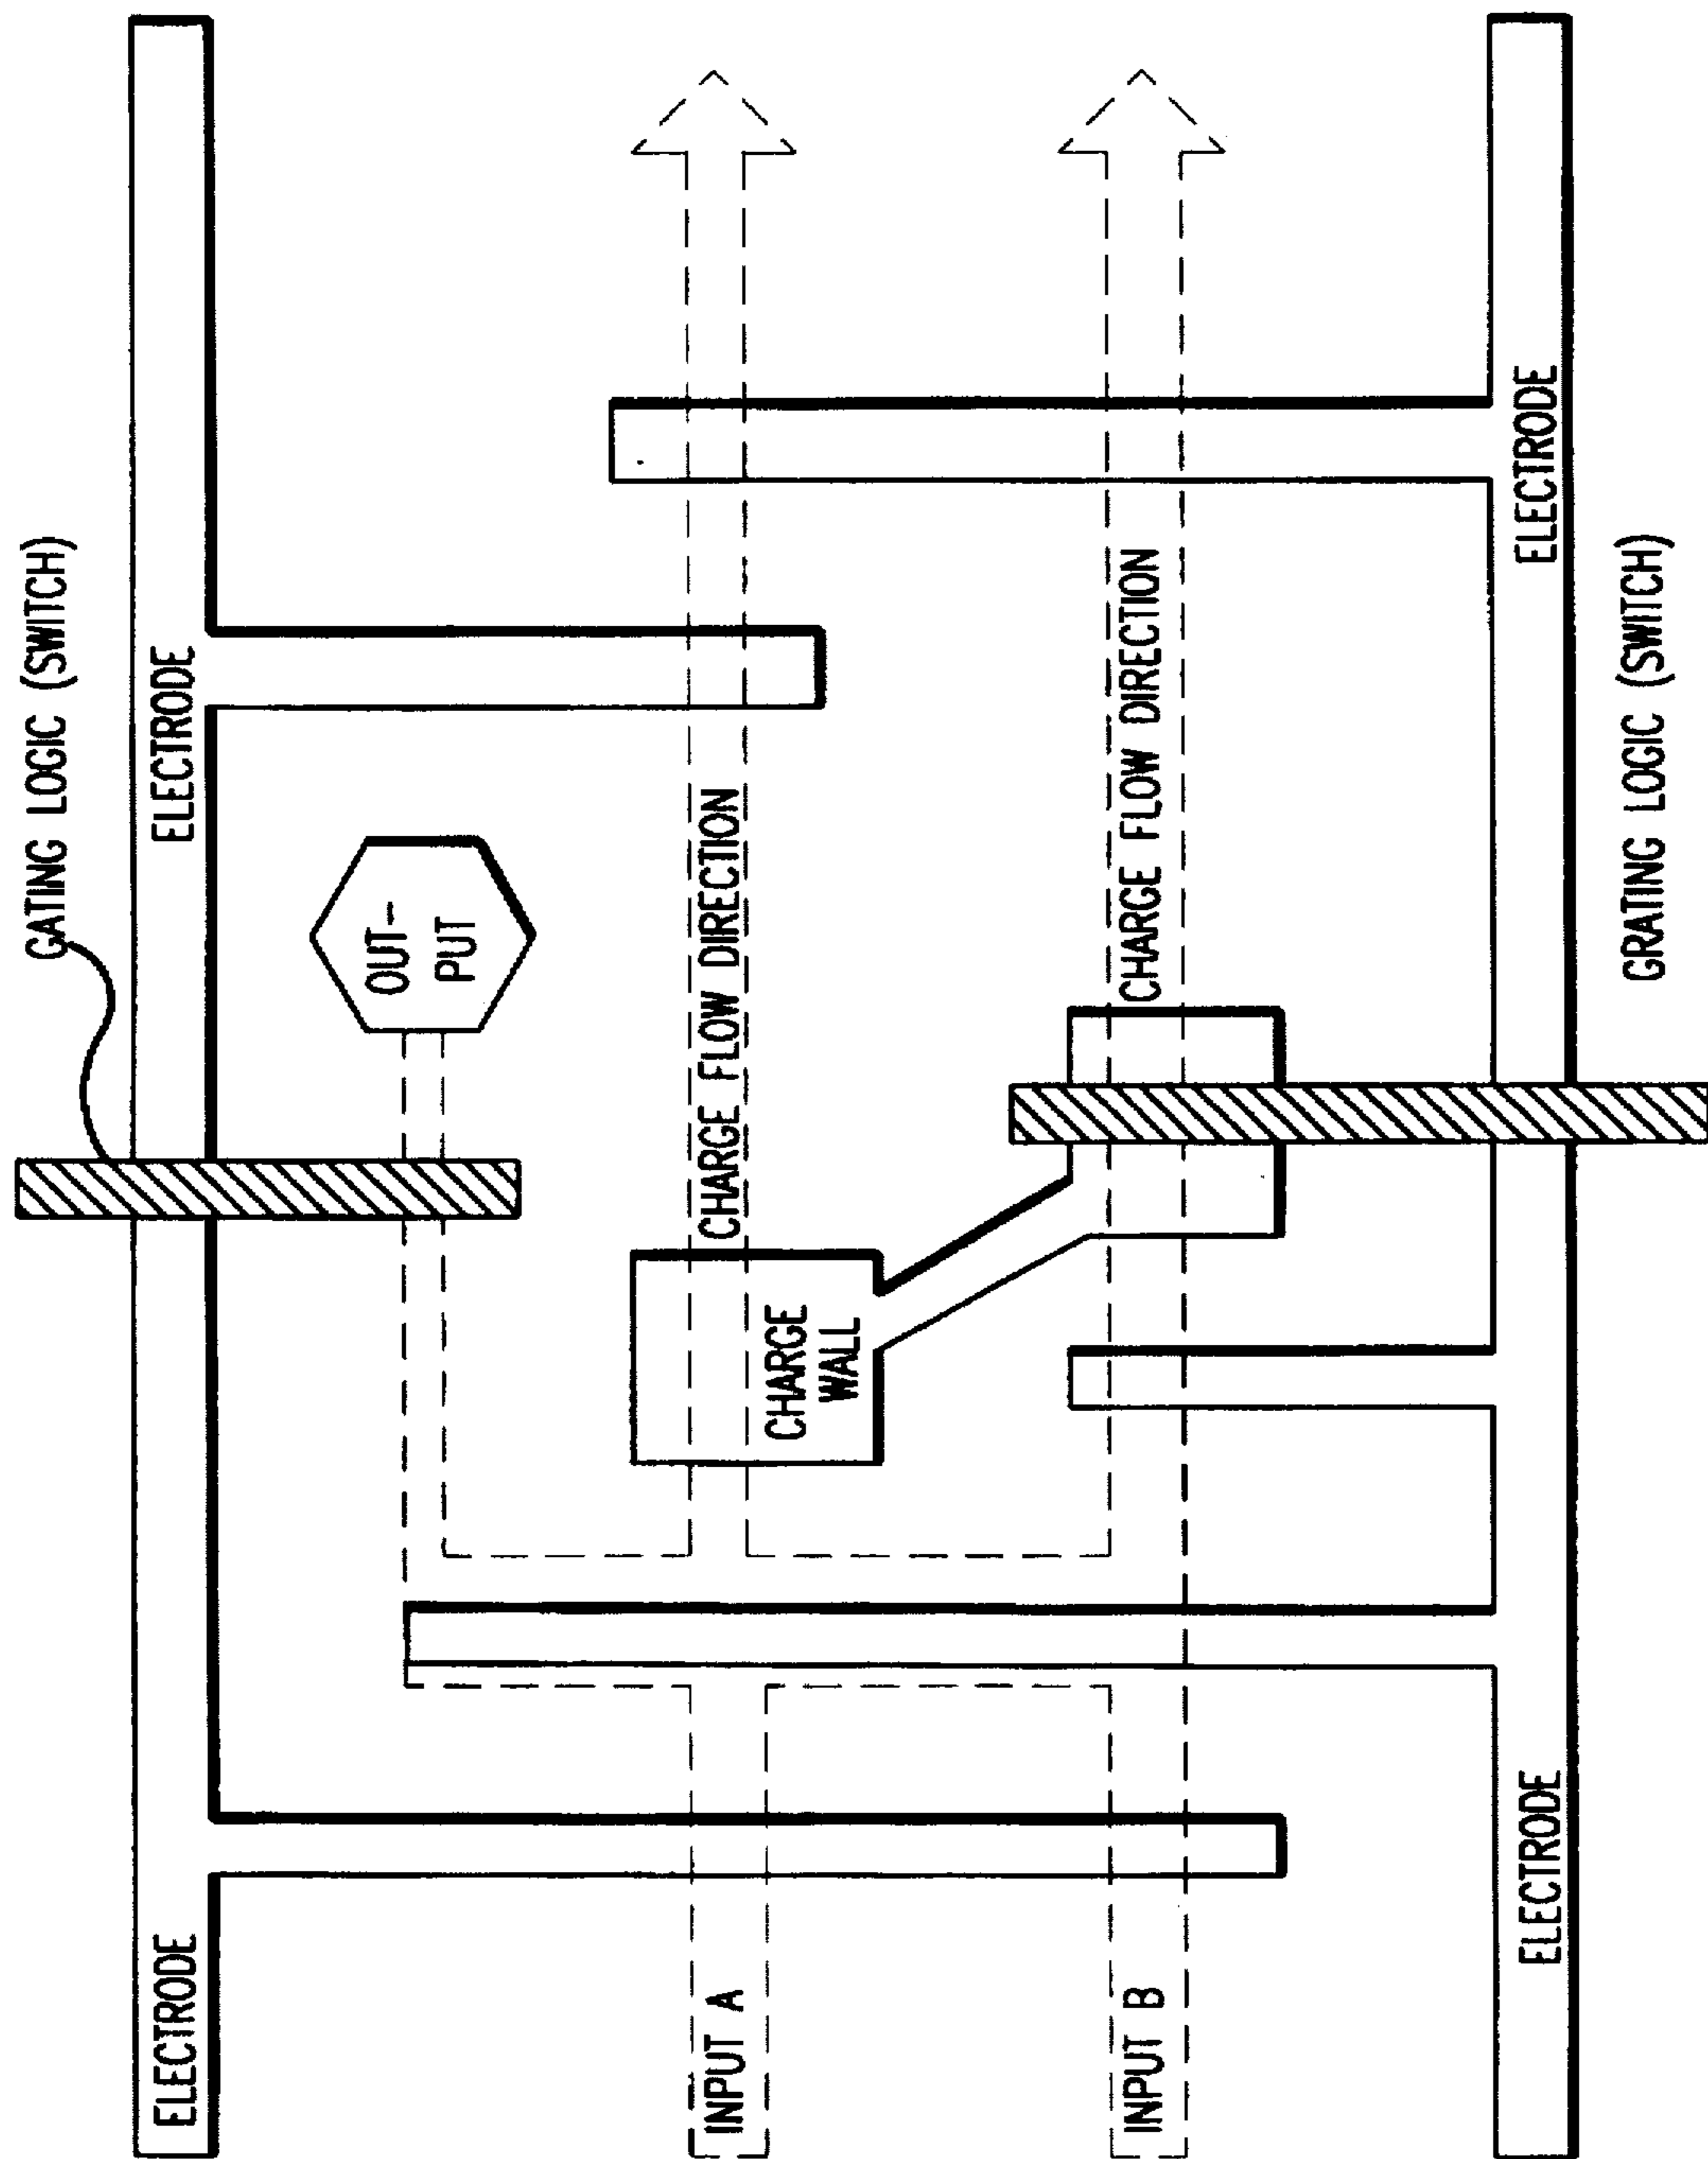 GATING LOGIC (SWITCH)
ELECTRODE
ELECTRODE
OUT-
PUT
INPUT A
CHARGE FLOW DIRECTION
CHARGE
WALL
INPUT B
CHARGE FLOW DIRECTION
ELECTRODE
ELECTRODE
GRATING LOGIC (SWITCH)